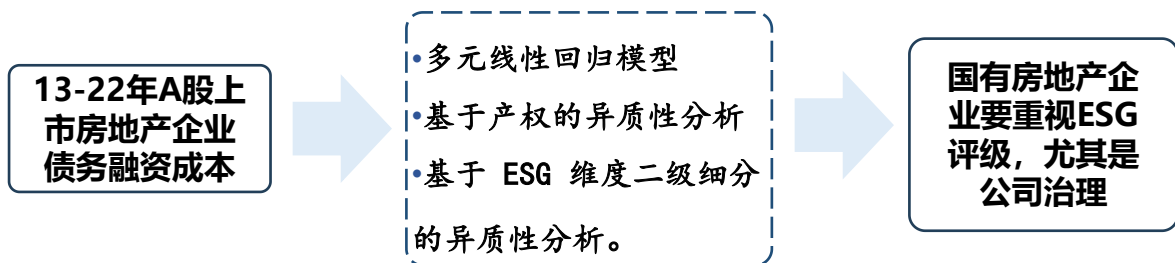 13-22年A股上
市房地产企业
债务融资成本
•多元线性回归模型
•基于产权的异质性分析
•基于 ESG 维度二级细分
的异质性分析。
国有房地产企
业要重视ESG
评级，尤其是
公司治理